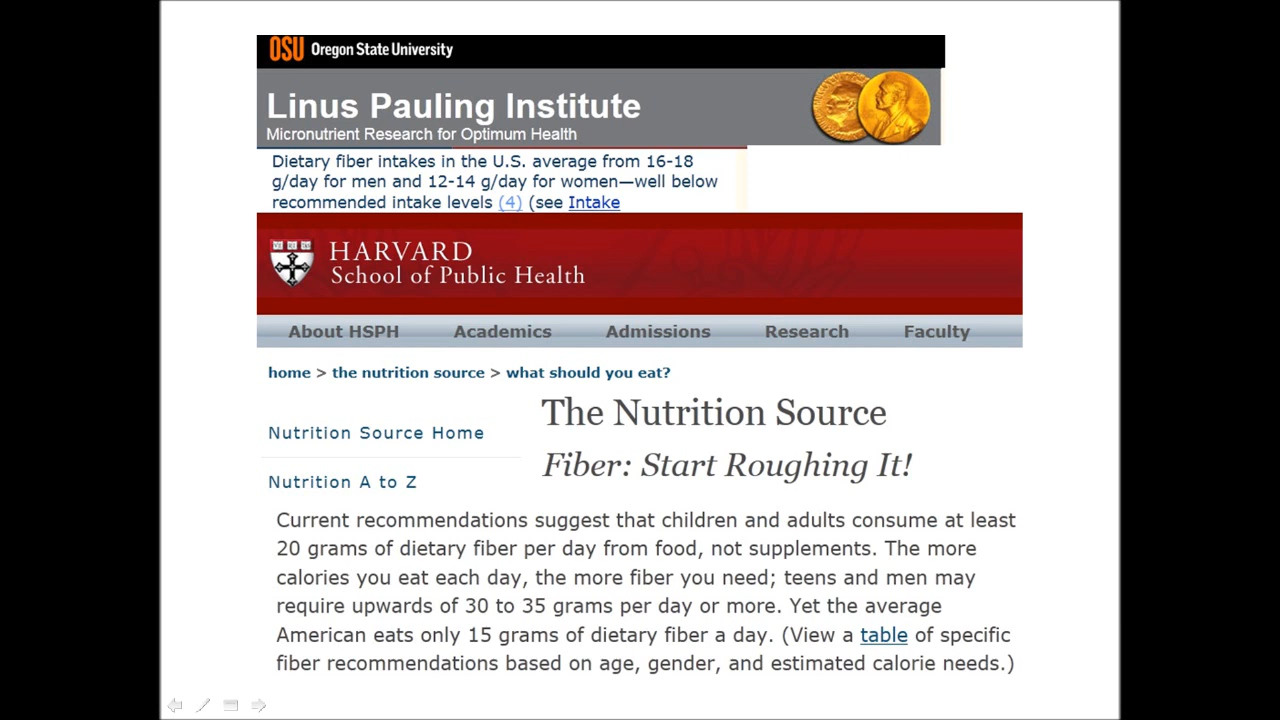 OSU Oregon State University
Linus Pauling Institute
Micronutrient Research for Optimum Health
Dietary fiber intakes in the U.S. average from 16-18
g/day for men and 12-14 g/day for women—well below
recommended intake levels (4) (see Intake
HARVARD
School of Public Health
About HSPH Academics Admissions Research Faculty
home > the nutrition source > what should you eat?
The Nutrition Source
Nutrition Source Home
Fiber: Start Roughing It!
Nutrition A to Z
Current recommendations suggest that children and adults consume at least
20 grams of dietary fiber per day from food, not supplements. The more
calories you eat each day, the more fiber you need; teens and men may
require upwards of 30 to 35 grams per day or more. Yet the average
American eats only 15 grams of dietary fiber a day. (View a table of specific
fiber recommendations based on age, gender, and estimated calorie needs.)